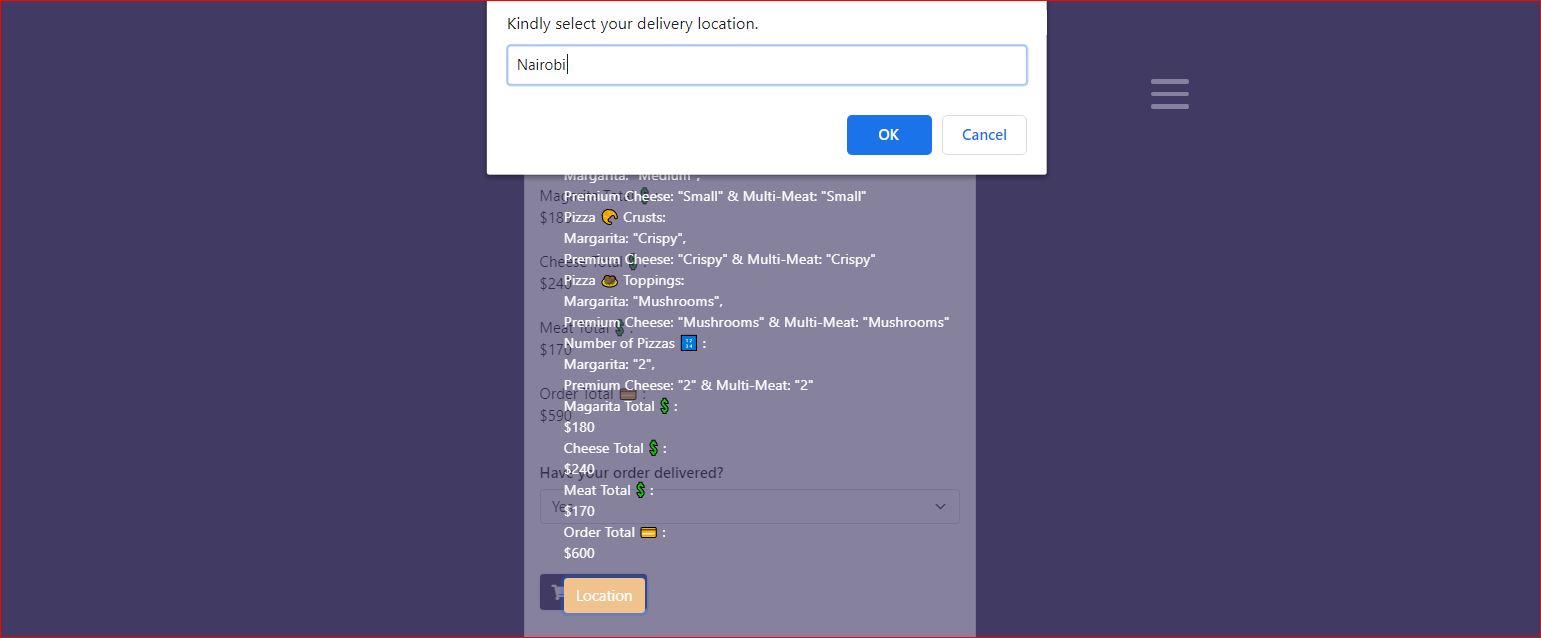 Kindly select your delivery location.
Nairobi
OK
Cancel
Margarita: "Medium",
Premium Cheese: "Small" & Multi-Meat: "Small"
Pizza Crusts:
Margarita: "Crispy",
Premium Cheese: "Crispy" & Multi-Meat: "Crispy"
Pizza Toppings:
Margarita: "Mushrooms",
Premium Cheese: "Mushrooms" & Multi-Meat: "Mushrooms"
Number of Pizzas :
Margarita: "2",
Premium Cheese: "2" & Multi-Meat: "2"
Magarita Total :
$180
Cheese Total :
$240
Meat Total :
$170
Order Total :
$600
Location
Magarita Total :
$180
Cheese Total :
$240
Meat Total :
$170
Order Total :
$590
Have your order delivered?
Yes